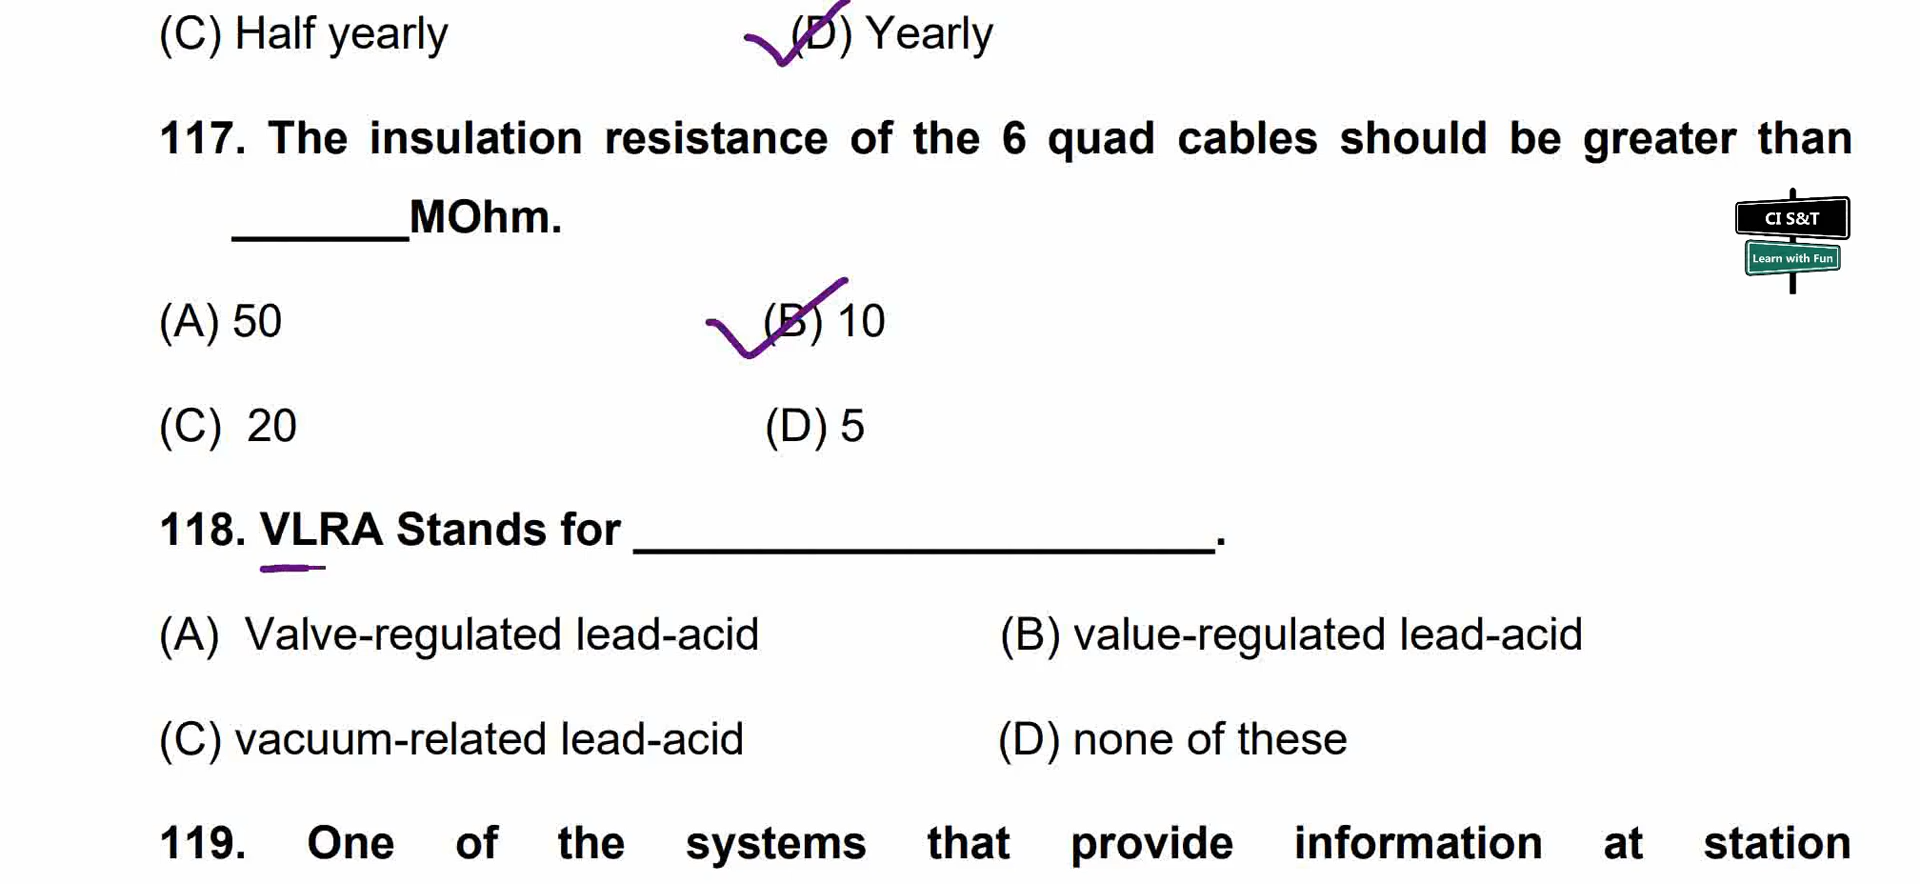 (C) Half yearly (D) Yearly
117. The insulation resistance of the 6 quad cables should be greater than
_______MOhm.
CI S&T
Learn with Fun
(A) 50 (B) 10
(C) 20 (D) 5
118. VLRA Stands for _______________________.
(A) Valve-regulated lead-acid (B) value-regulated lead-acid
(C) vacuum-related lead-acid (D) none of these
119. One of the systems that provide information at station